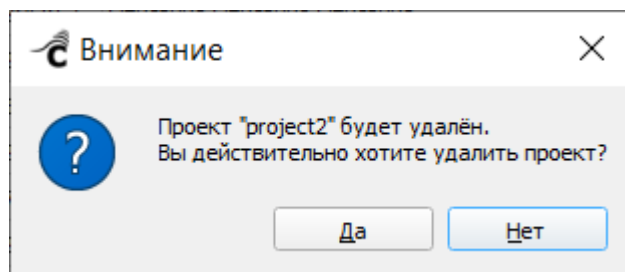 Внимание
Проект "project2" будет удалён.
Вы действительно хотите удалить проект?
Да
Нет